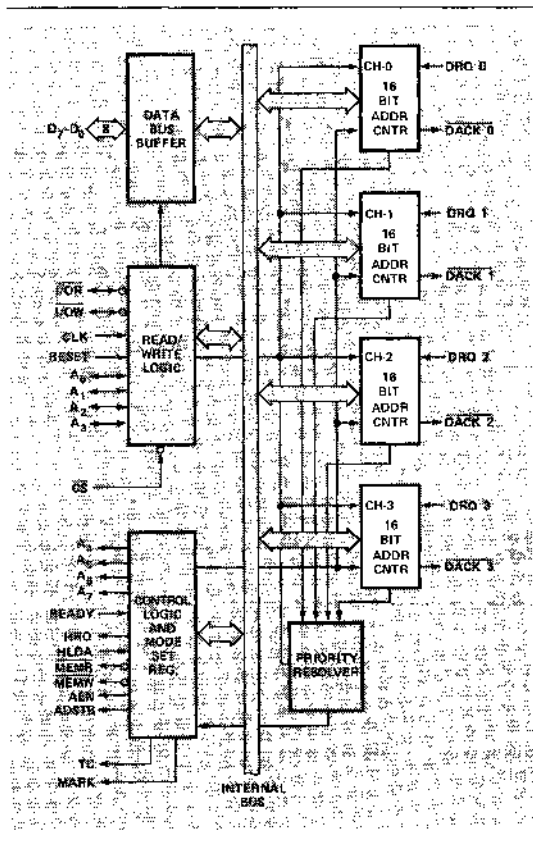 D7-D0
8
DATA
BUS
BUFFER
I/OR
I/OW
CLK
RESET
A0
A1
A2
A3
READ/
WRITE
LOGIC
CS
A4
A5
A6
A7
READY
HRQ
HLDA
MEMR
MEMW
AEN
ADSTB
TC
MARK
CONTROL
LOGIC
AND
MODE
SET
REG.
INTERNAL
BUS
CH-0
16
BIT
ADDR
CNTR
DRQ 0
DACK 0
CH-1
16
BIT
ADDR
CNTR
DRQ 1
DACK 1
CH-2
16
BIT
ADDR
CNTR
DRQ 2
DACK 2
CH-3
16
BIT
ADDR
CNTR
DRQ 3
DACK 3
PRIORITY
RESOLVER